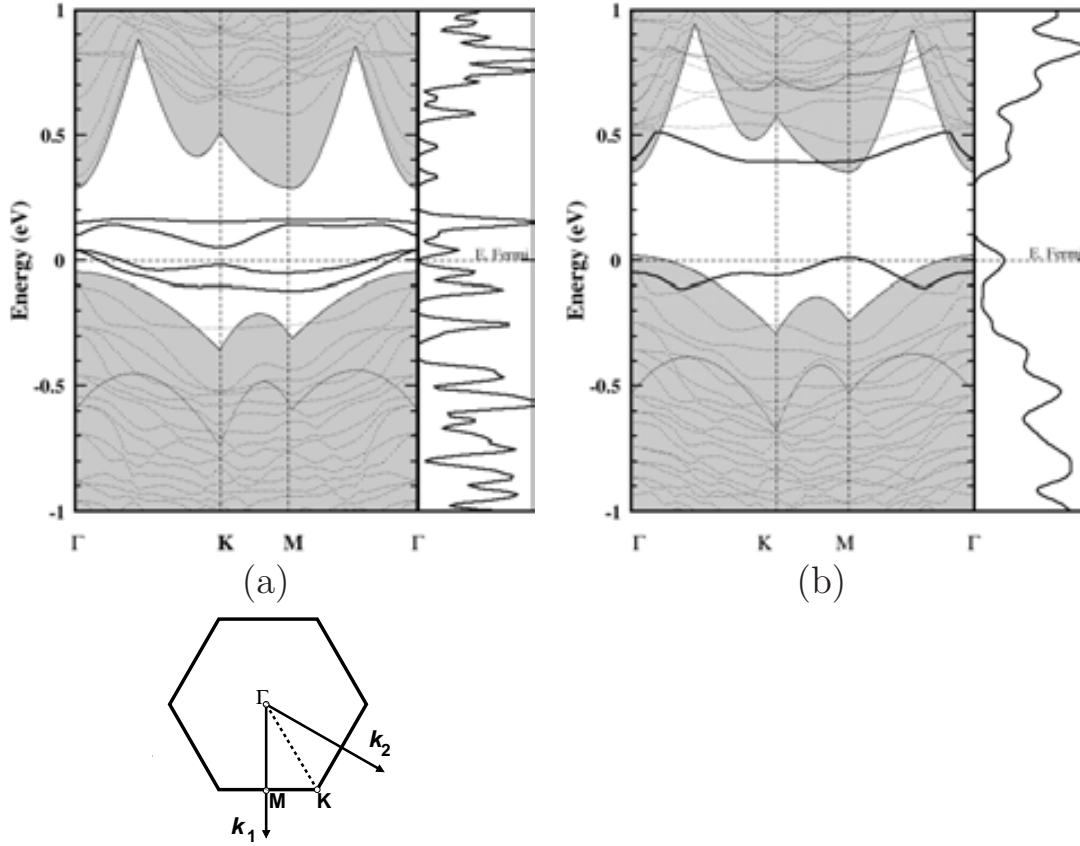 1
0.5
0
-0.5
-1
Energy (eV)
E. Fermi
Γ K M Γ
(a)
1
0.5
0
-0.5
-1
Energy (eV)
E. Fermi
Γ K M Γ
(b)
Γ
k2
M K
k1